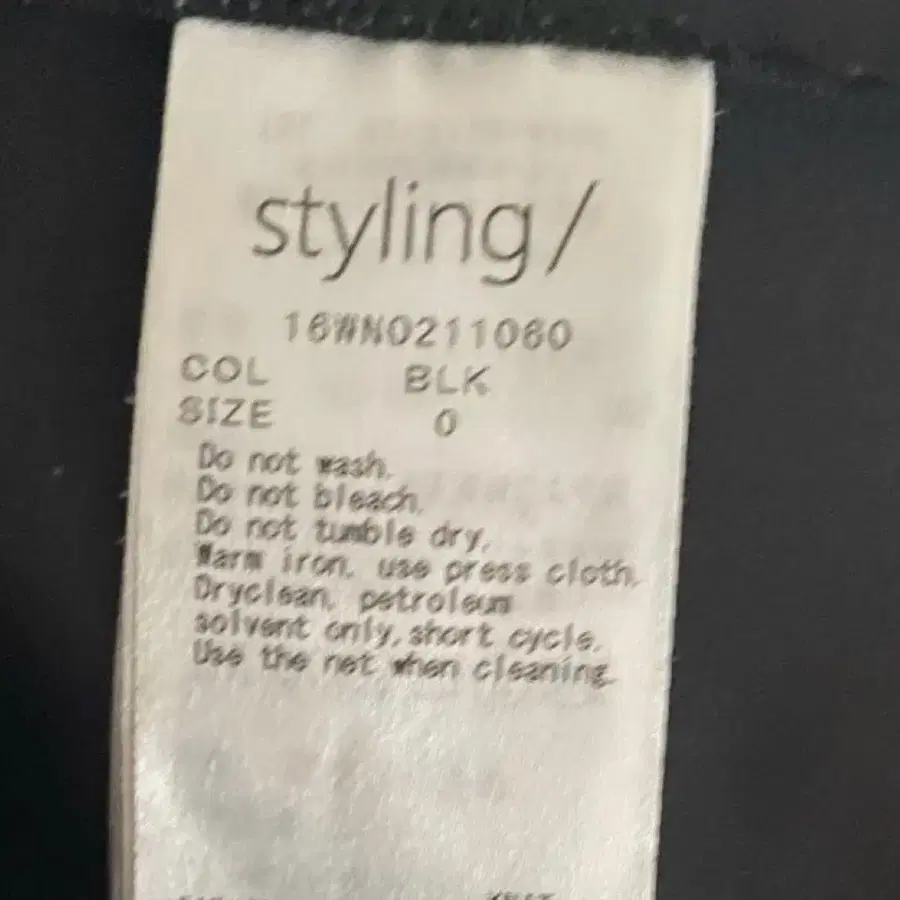 styling/
16WN0211060
COL BLK
SIZE 0
Do not wash.
Do not bleach.
Do not tumble dry.
Warm iron. use press cloth.
Dryclean. petroleum
solvent only,short cycle.
Use the net when cleaning.